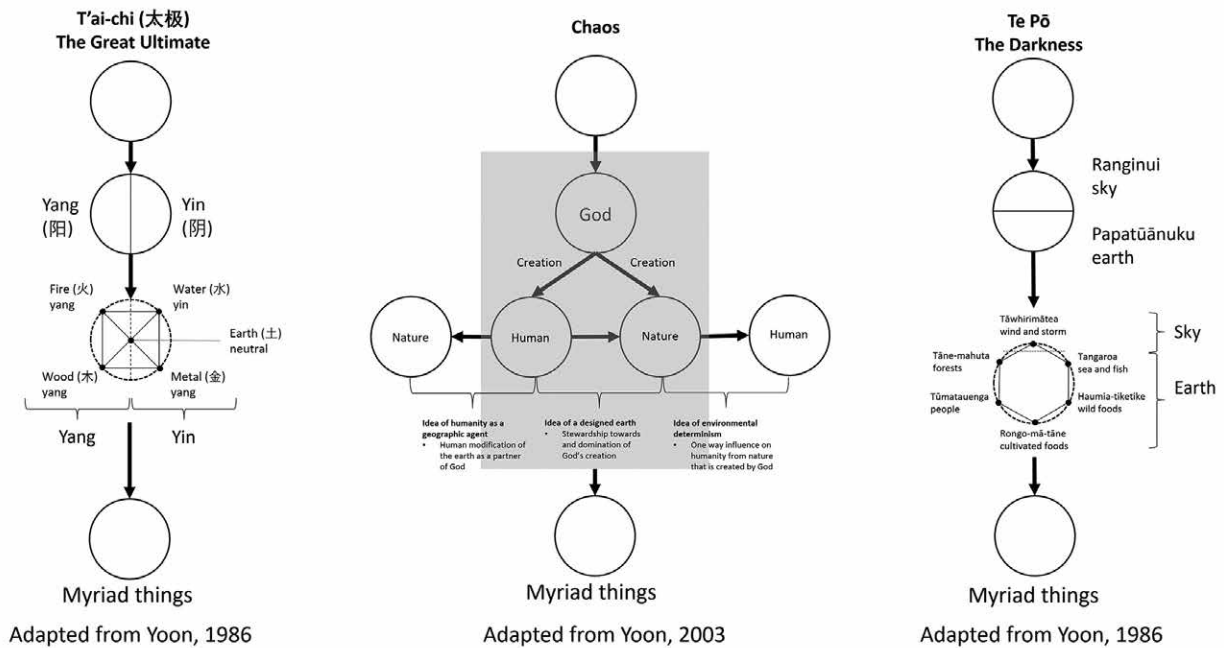 T'ai-chi (太极)
The Great Ultimate
Yang
(阳)
Yin
(阴)
Fire (火)
yang
Water (水)
yin
Earth (土)
neutral
Wood (木)
yang
Metal (金)
yang
Yang
Yin
Myriad things
Adapted from Yoon, 1986
Chaos
God
Creation
Creation
Nature
Human
Nature
Human
Idea of humanity as a
geographic agent
• Human modification of
the earth as a partner
of God
Idea of a designed earth
• Stewardship towards
and domination of
God's creation
Idea of environmental
determinism
• One way influence on
humanity from nature
that is created by God
Myriad things
Adapted from Yoon, 2003
Te Pō
The Darkness
Ranginui
sky
Papatūānuku
earth
Tāwhirimātea
wind and storm
Sky
Tāne-mahuta
forests
Tangaroa
sea and fish
Earth
Tūmatauenga
people
Haumia-tiketike
wild foods
Rongo-mā-tāne
cultivated foods
Myriad things
Adapted from Yoon, 1986